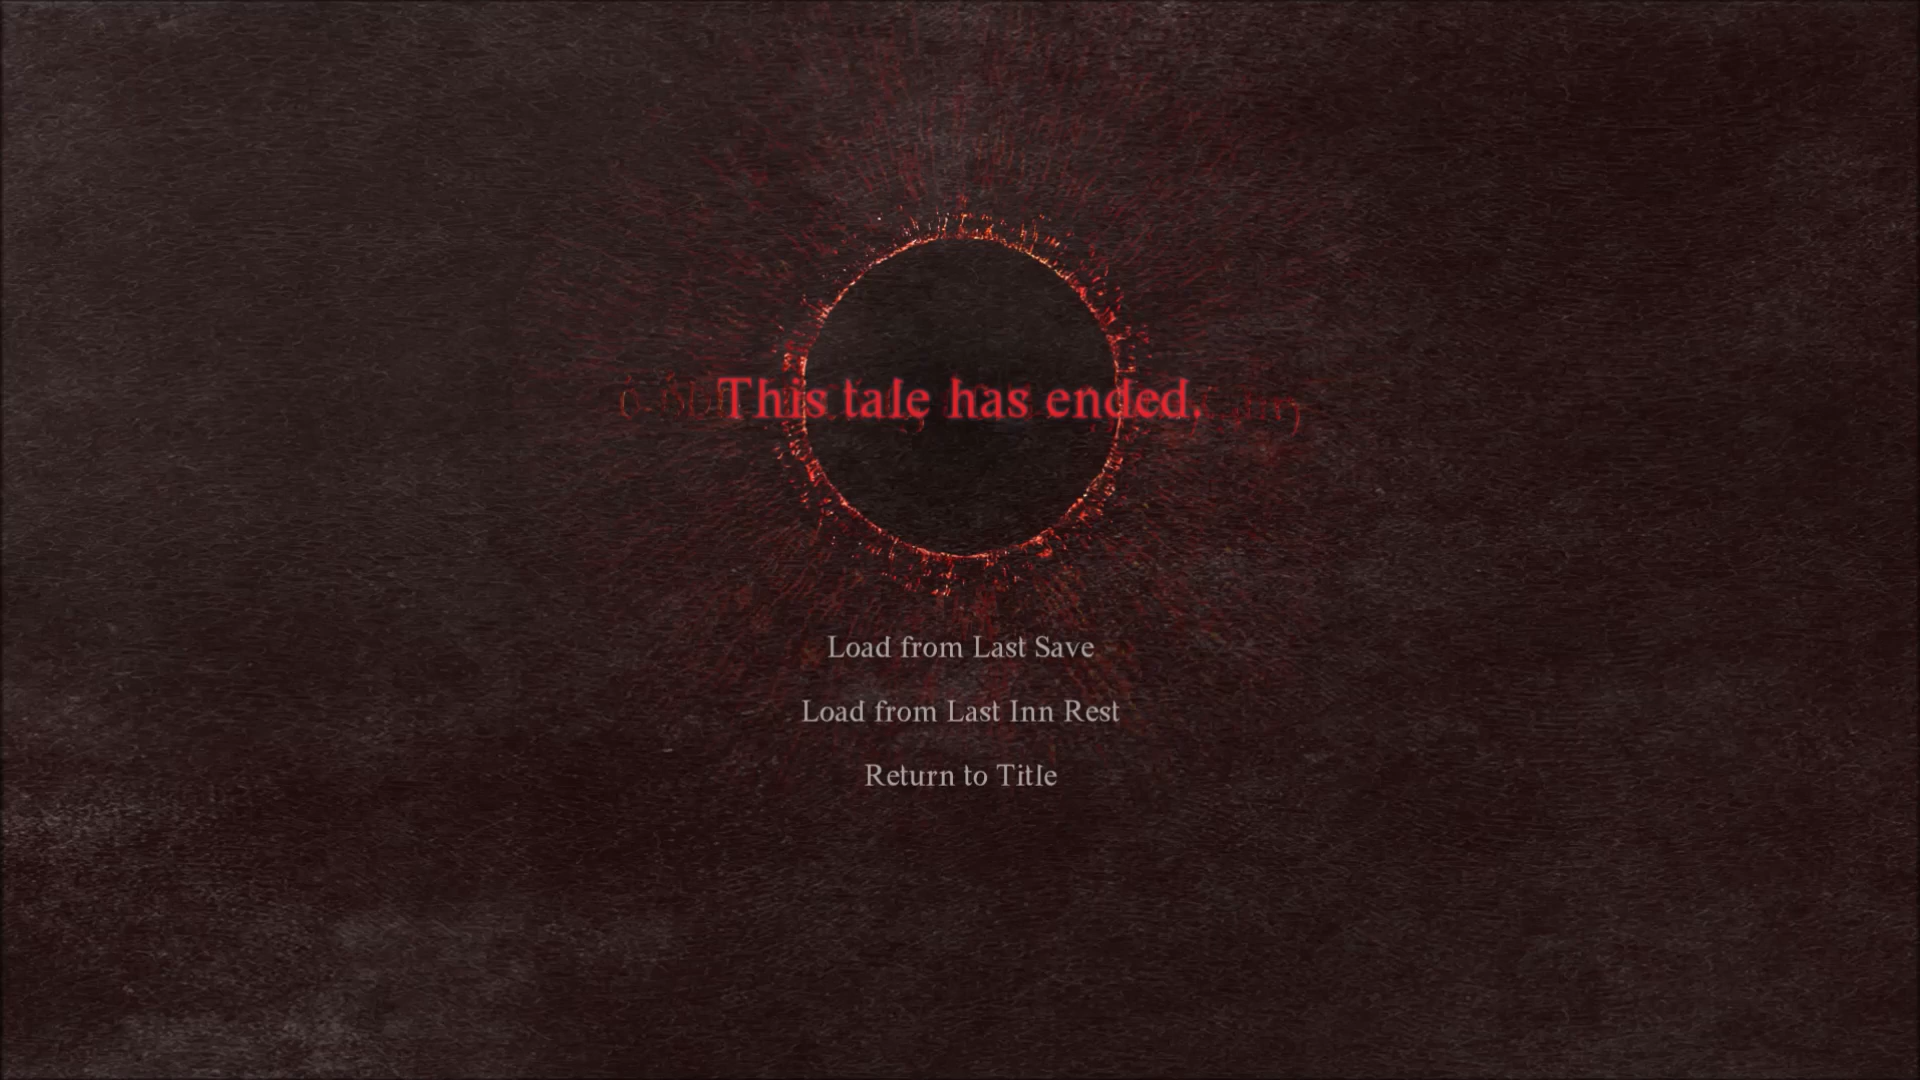 This tale has ended.
Load from Last Save
Load from Last Inn Rest
Return to Title